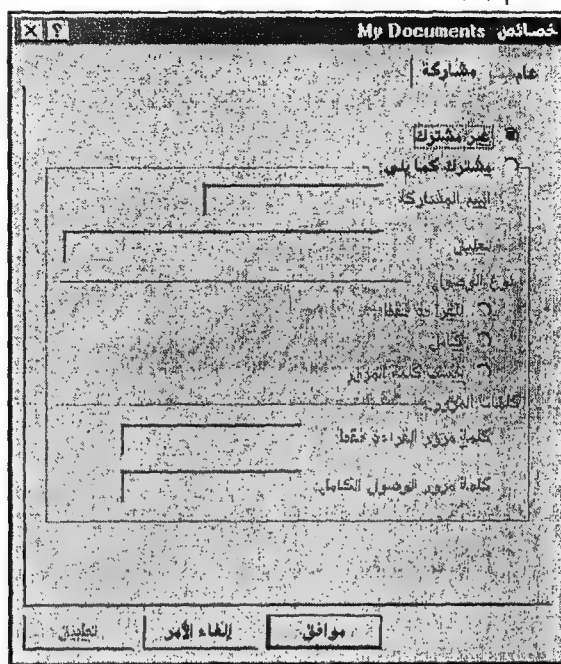 خصائص My Documents
عام مشاركة
غير مشترك
مشترك كما يلي
اسم المشاركة
تعليق
نوع الوصول
للقراءة فقط
كامل
حسب كلمة المرور
كلمات المرور
كلمة مرور القراءة فقط
كلمة مرور الوصول الكامل
موافق إلغاء الأمر تطبيق